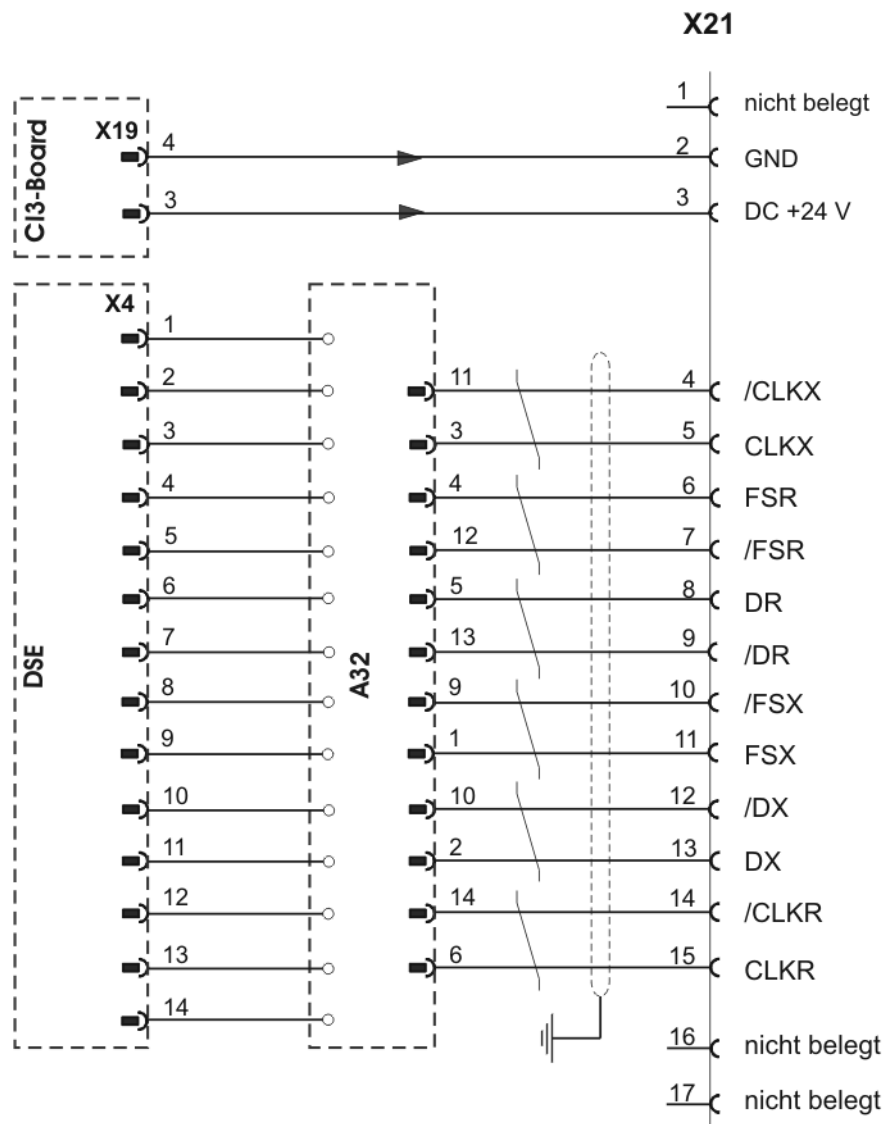 X21
1 nicht belegt
CI3-Board
X19
4 2 GND
3 3 DC +24 V
DSE
X4
A32
1
2 11 4 /CLKX
3 3 5 CLKX
4 4 6 FSR
5 12 7 /FSR
6 5 8 DR
7 13 9 /DR
8 9 10 /FSX
9 1 11 FSX
10 10 12 /DX
11 2 13 DX
12 14 14 /CLKR
13 6 15 CLKR
14
16 nicht belegt
17 nicht belegt